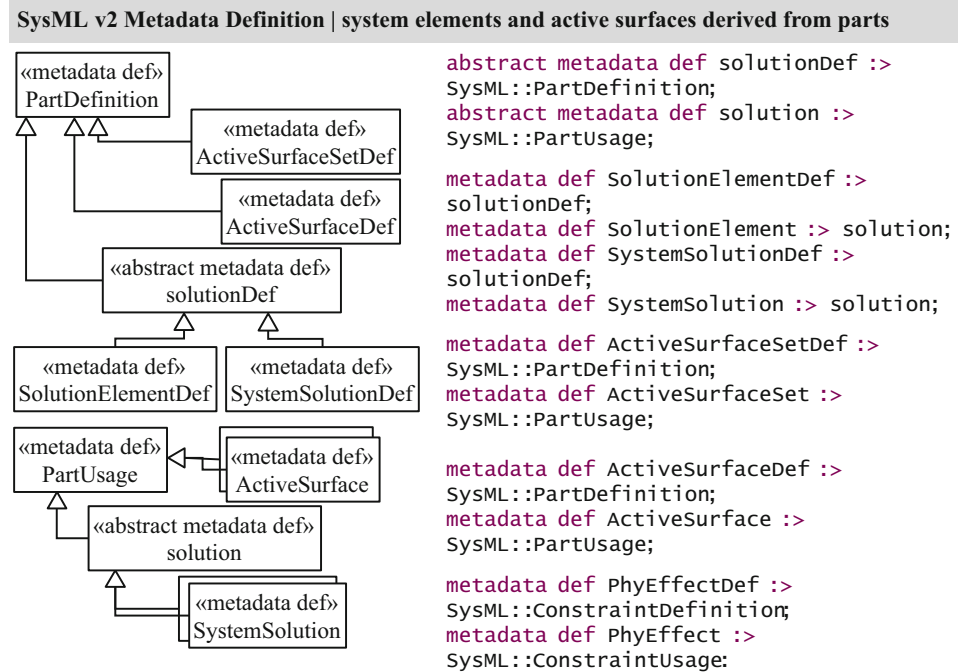 SysML v2 Metadata Definition | system elements and active surfaces derived from parts
«metadata def»
PartDefinition
«metadata def»
ActiveSurfaceSetDef
«metadata def»
ActiveSurfaceDef
«abstract metadata def»
solutionDef
«metadata def»
SolutionElementDef
«metadata def»
SystemSolutionDef
«metadata def»
PartUsage
«metadata def»
ActiveSurface
«abstract metadata def»
solution
«metadata def»
SystemSolution
abstract metadata def solutionDef :>
SysML::PartDefinition;
abstract metadata def solution :>
SysML::PartUsage;
metadata def SolutionElementDef :>
solutionDef;
metadata def SolutionElement :> solution;
metadata def SystemSolutionDef :>
solutionDef;
metadata def SystemSolution :> solution;
metadata def ActiveSurfaceSetDef :>
SysML::PartDefinition;
metadata def ActiveSurfaceSet :>
SysML::PartUsage;
metadata def ActiveSurfaceDef :>
SysML::PartDefinition;
metadata def ActiveSurface :>
SysML::PartUsage;
metadata def PhyEffectDef :>
SysML::ConstraintDefinition;
metadata def PhyEffect :>
SysML::ConstraintUsage: